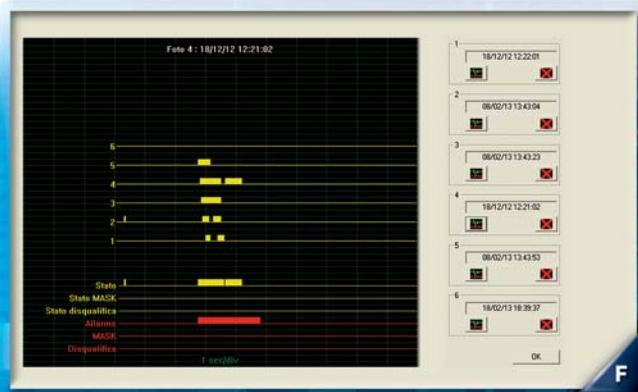 Foto 4 : 18/12/12 12:21:02
6
5
4
3
2
1
Stato
Stato MASK
Stato disqualifica
Allarme
MASK
Disqualifica
1 sec/div
1
18/12/12 12:22:01
2
08/02/13 13:43:04
3
08/02/13 13:43:23
4
18/12/12 12:21:02
5
08/02/13 13:43:53
6
18/02/13 18:39:37
OK
F